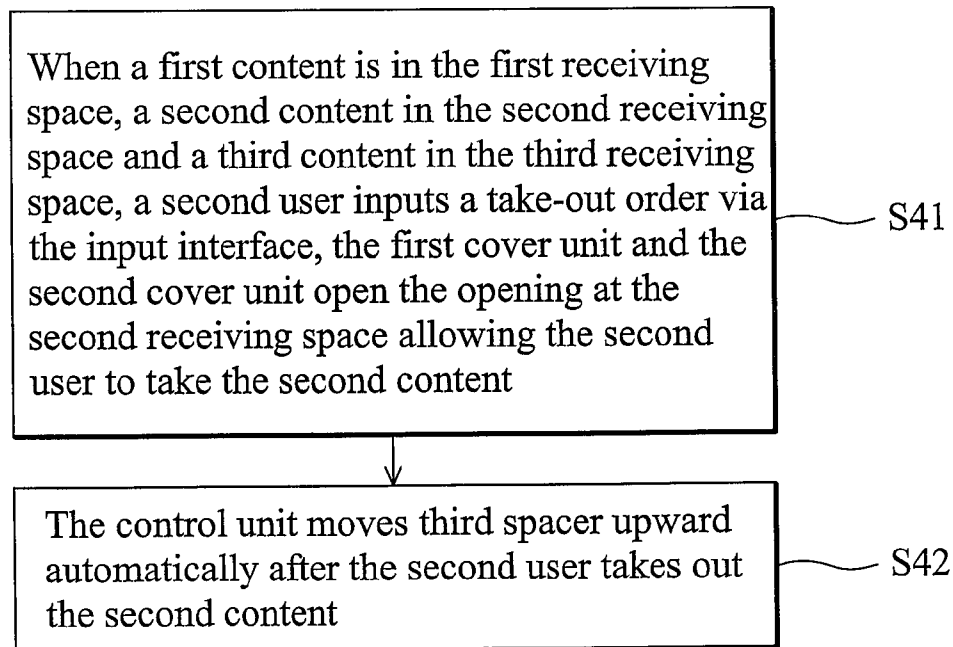 When a first content is in the first receiving
space, a second content in the second receiving
space and a third content in the third receiving
space, a second user inputs a take-out order via
the input interface, the first cover unit and the
second cover unit open the opening at the
second receiving space allowing the second
user to take the second content
S41
The control unit moves third spacer upward
automatically after the second user takes out
the second content
S42